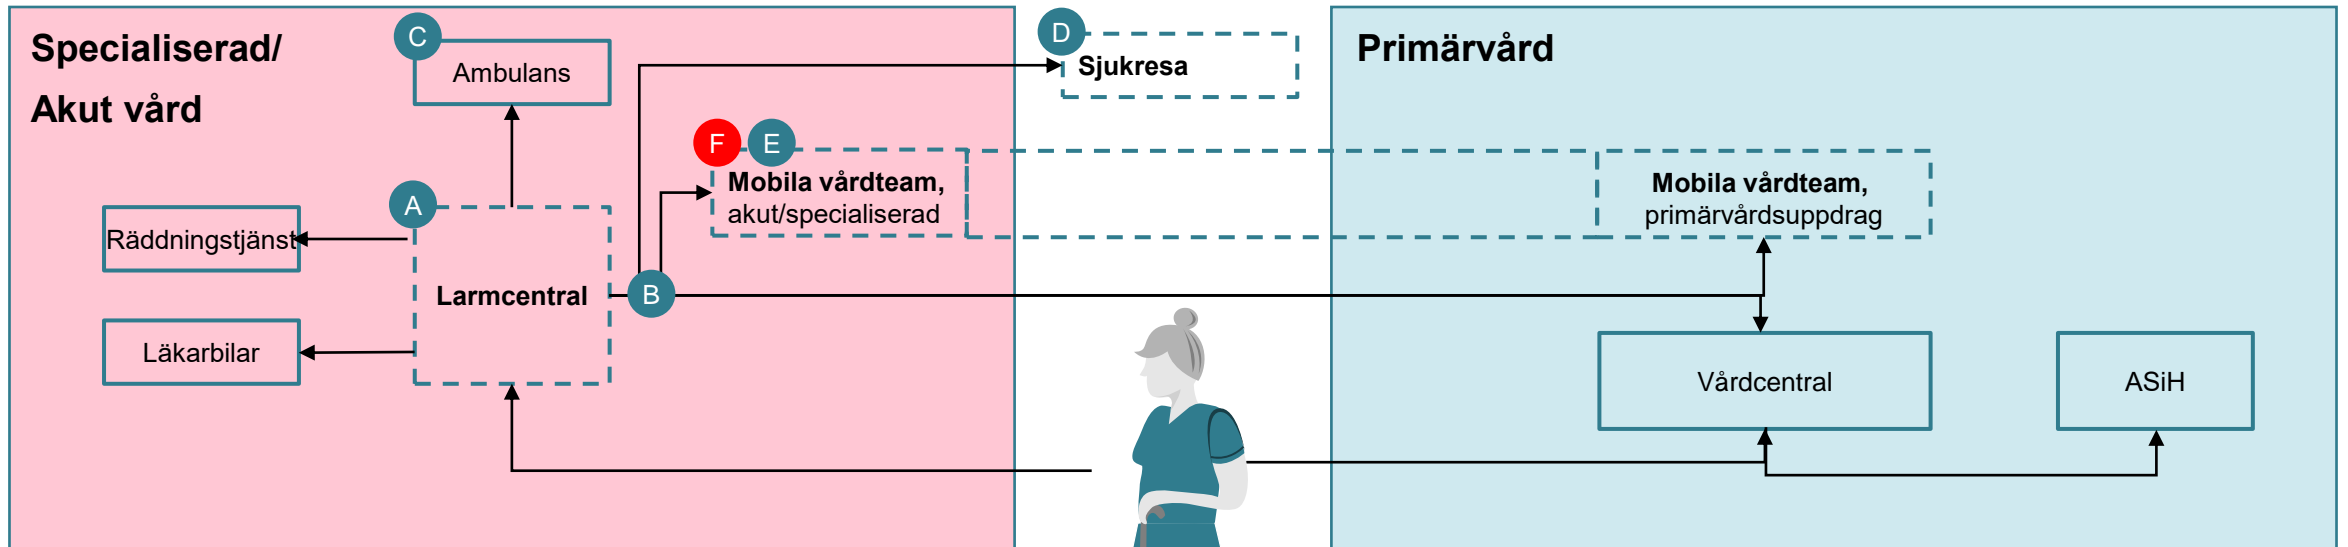 Specialiserad/
Akut vård
C
Ambulans
D
Sjukresa
Primärvård
F
E
Mobila vårdteam,
akut/specialiserad
Mobila vårdteam,
primärvårdsuppdrag
A
Räddningstjänst
Larmcentral
B
Läkarbilar
Vårdcentral
ASiH